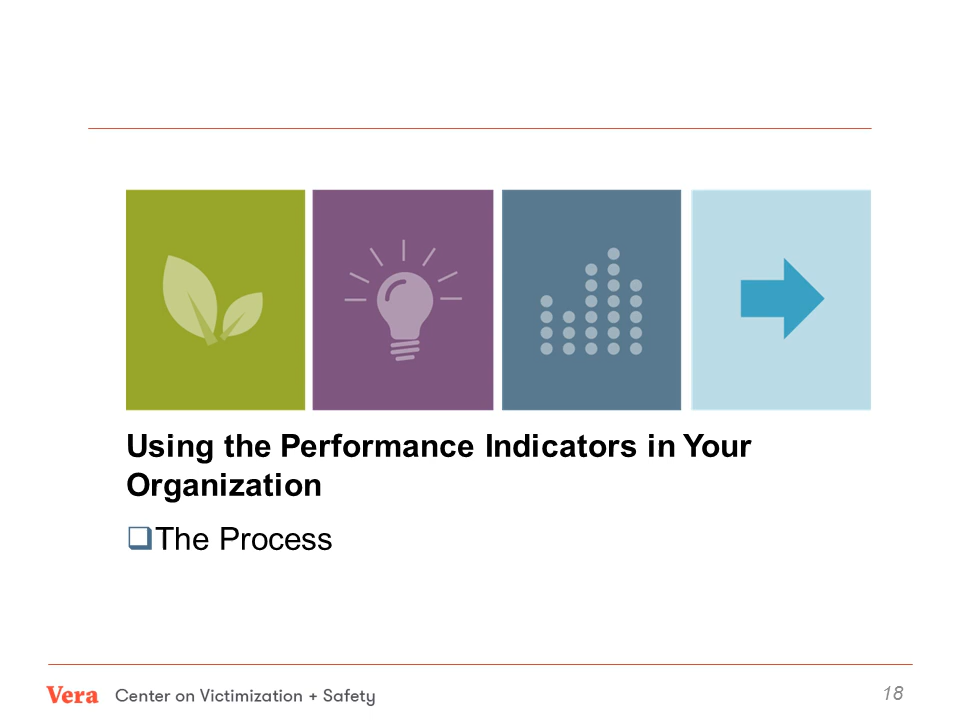 Using the Performance Indicators in Your
Organization
❑The Process
Vera Center on Victimization + Safety
18